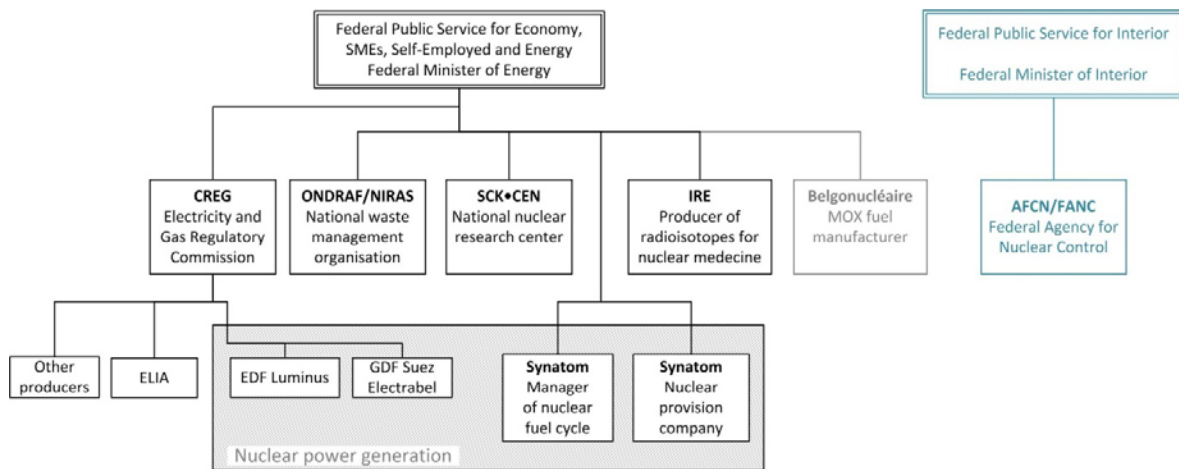 Federal Public Service for Economy,
SMEs, Self-Employed and Energy
Federal Minister of Energy
Federal Public Service for Interior
Federal Minister of Interior
CREG
Electricity and
Gas Regulatory
Commission
ONDRAF/NIRAS
National waste
management
organisation
SCK•CEN
National nuclear
research center
IRE
Producer of
radioisotopes for
nuclear medecine
Belgonucléaire
MOX fuel
manufacturer
AFCN/FANC
Federal Agency for
Nuclear Control
Other
producers
ELIA
EDF Luminus
GDF Suez
Electrabel
Synatom
Manager
of nuclear
fuel cycle
Synatom
Nuclear
provision
company
Nuclear power generation